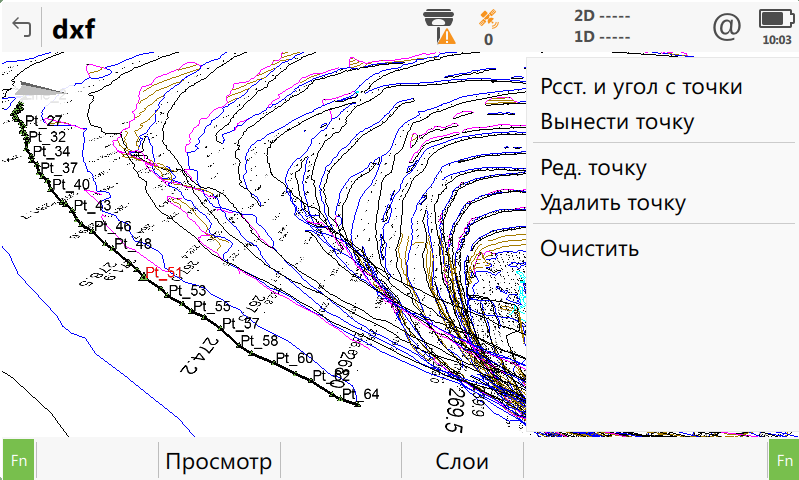 dxf
0
2D -----
1D -----
@
10:03
Рсст. и угол с точки
Вынести точку
Ред. точку
Удалить точку
Очистить
Pt_27
Pt_32
Pt_34
Pt_37
Pt_40
Pt_43
Pt_46
Pt_48
Pt_51
Pt_53
Pt_55
Pt_57
Pt_58
Pt_60
Pt_62
Pt_64
274.2
269.5
Fn
Просмотр
Слои
Fn